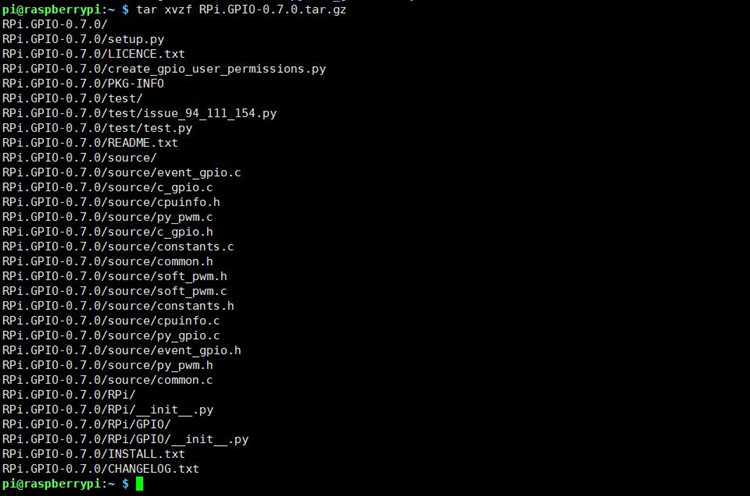 pi@raspberrypi:~ $ tar xvzf RPi.GPIO-0.7.0.tar.gz
RPi.GPIO-0.7.0/
RPi.GPIO-0.7.0/setup.py
RPi.GPIO-0.7.0/LICENCE.txt
RPi.GPIO-0.7.0/create_gpio_user_permissions.py
RPi.GPIO-0.7.0/PKG-INFO
RPi.GPIO-0.7.0/test/
RPi.GPIO-0.7.0/test/issue_94_111_154.py
RPi.GPIO-0.7.0/test/test.py
RPi.GPIO-0.7.0/README.txt
RPi.GPIO-0.7.0/source/
RPi.GPIO-0.7.0/source/event_gpio.c
RPi.GPIO-0.7.0/source/c_gpio.c
RPi.GPIO-0.7.0/source/cpuinfo.h
RPi.GPIO-0.7.0/source/py_pwm.c
RPi.GPIO-0.7.0/source/c_gpio.h
RPi.GPIO-0.7.0/source/constants.c
RPi.GPIO-0.7.0/source/common.h
RPi.GPIO-0.7.0/source/soft_pwm.h
RPi.GPIO-0.7.0/source/soft_pwm.c
RPi.GPIO-0.7.0/source/constants.h
RPi.GPIO-0.7.0/source/cpuinfo.c
RPi.GPIO-0.7.0/source/py_gpio.c
RPi.GPIO-0.7.0/source/event_gpio.h
RPi.GPIO-0.7.0/source/py_pwm.h
RPi.GPIO-0.7.0/source/common.c
RPi.GPIO-0.7.0/RPi/
RPi.GPIO-0.7.0/RPi/__init__.py
RPi.GPIO-0.7.0/RPi/GPIO/
RPi.GPIO-0.7.0/RPi/GPIO/__init__.py
RPi.GPIO-0.7.0/INSTALL.txt
RPi.GPIO-0.7.0/CHANGELOG.txt
pi@raspberrypi:~ $